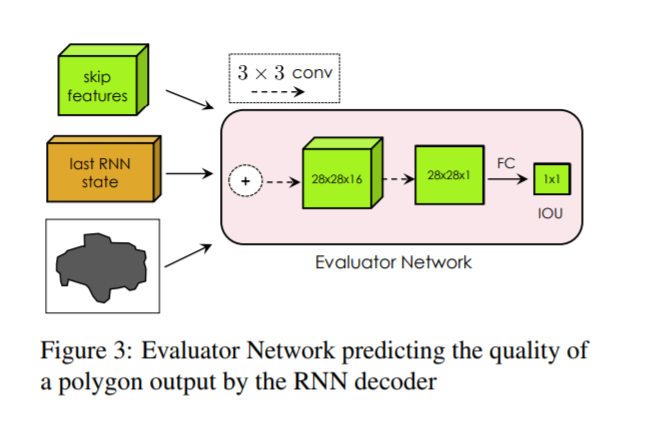 skip
features
3 × 3 conv
last RNN
state
+
28x28x16
28x28x1
FC
1x1
IOU
Evaluator Network
Figure 3: Evaluator Network predicting the quality of
a polygon output by the RNN decoder